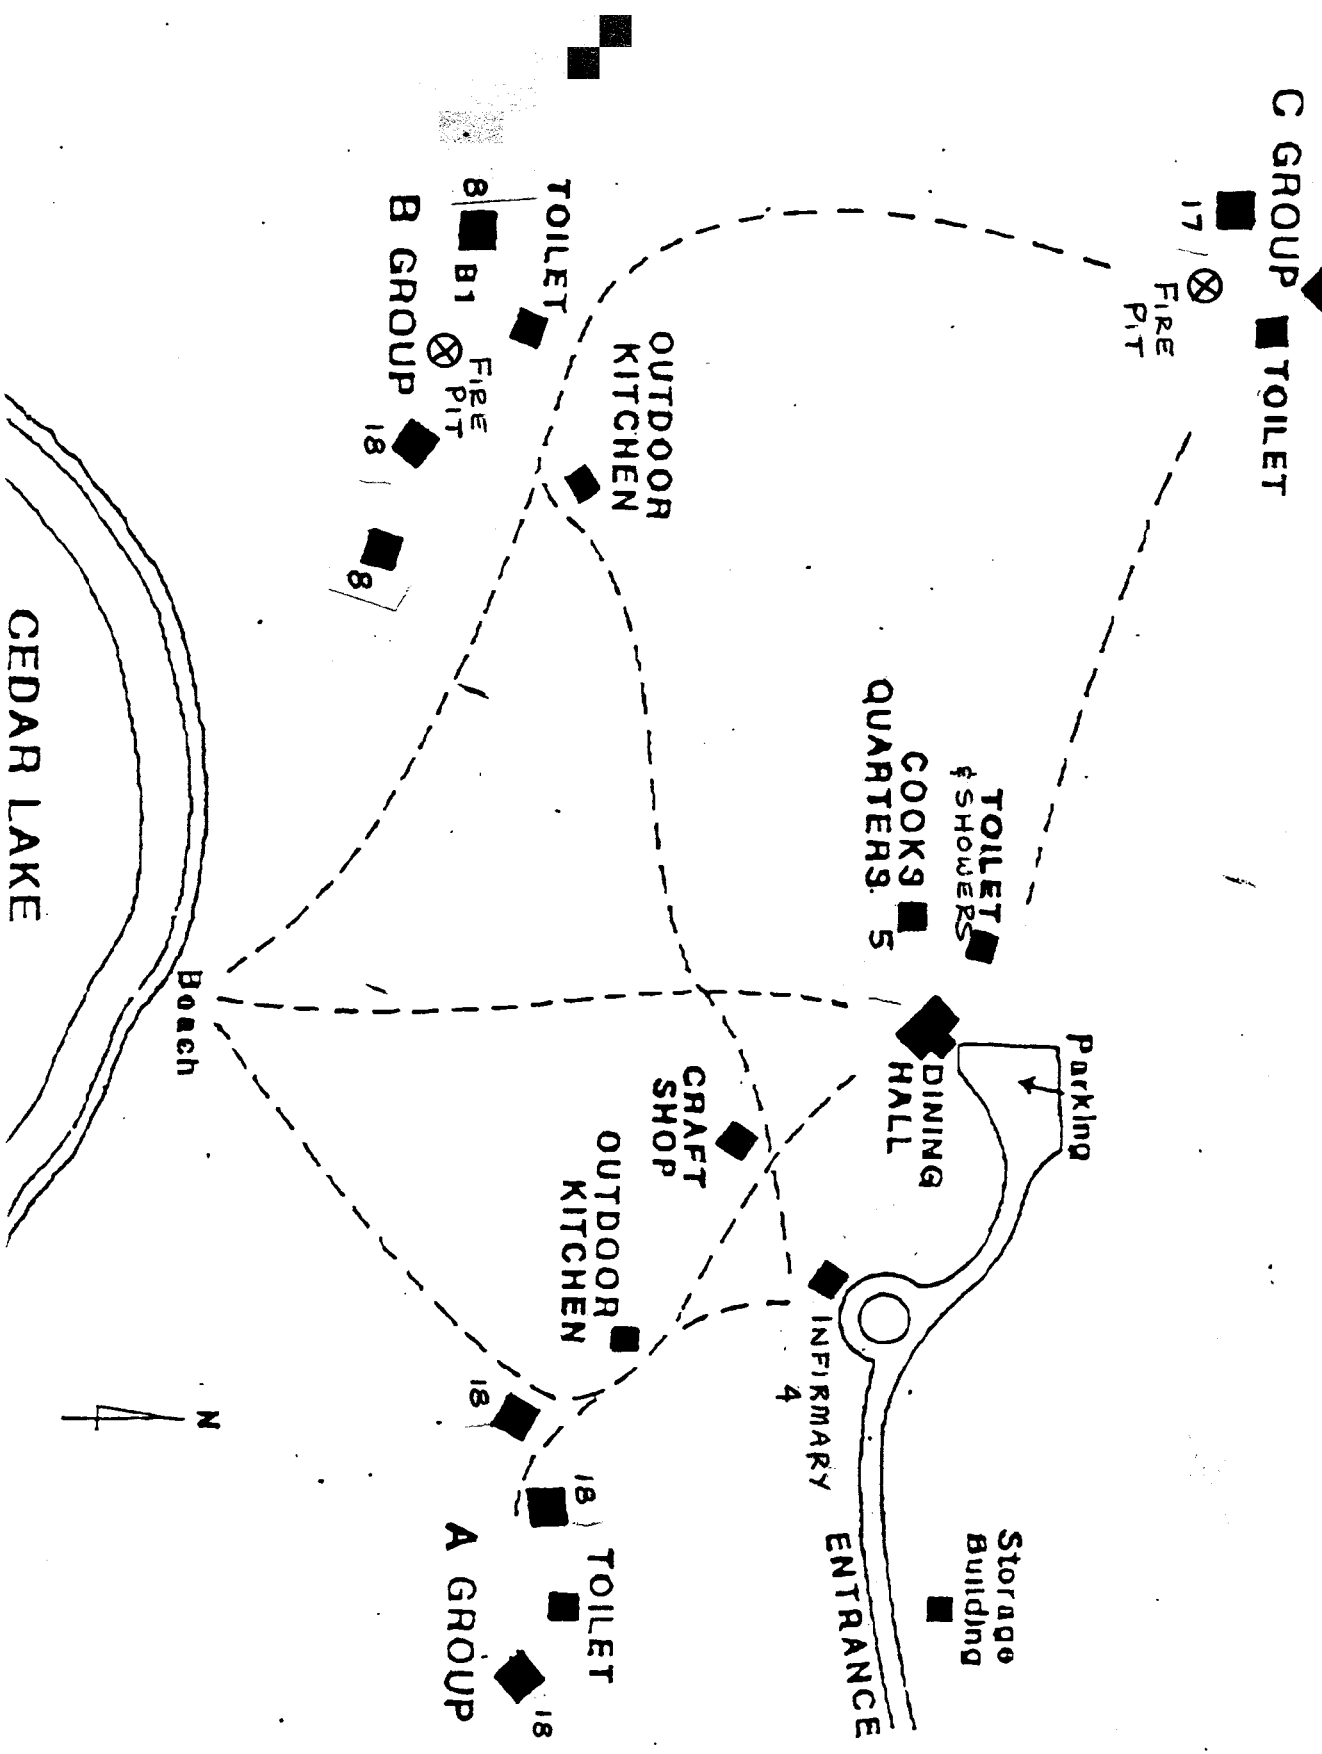 C GROUP
17
FIRE
PIT
TOILET
TOILET
8
B1
B GROUP
FIRE
PIT
18
8
OUTDOOR
KITCHEN
TOILET
& SHOWERS
COOKS
QUARTERS
5
Parking
DINING
HALL
CRAFT
SHOP
OUTDOOR
KITCHEN
INFIRMARY
4
Storage
Building
ENTRANCE
18
18
TOILET
A GROUP
18
Beach
CEDAR LAKE
N